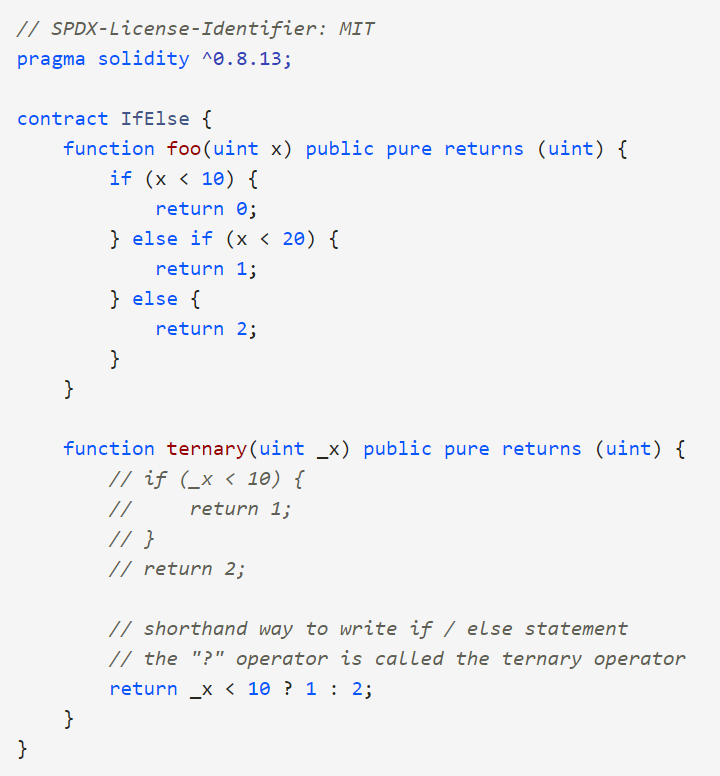 // SPDX-License-Identifier: MIT
pragma solidity ^0.8.13;

contract IfElse {
    function foo(uint x) public pure returns (uint) {
        if (x < 10) {
            return 0;
        } else if (x < 20) {
            return 1;
        } else {
            return 2;
        }
    }

    function ternary(uint _x) public pure returns (uint) {
        // if (_x < 10) {
        //     return 1;
        // }
        // return 2;

        // shorthand way to write if / else statement
        // the "?" operator is called the ternary operator
        return _x < 10 ? 1 : 2;
    }
}